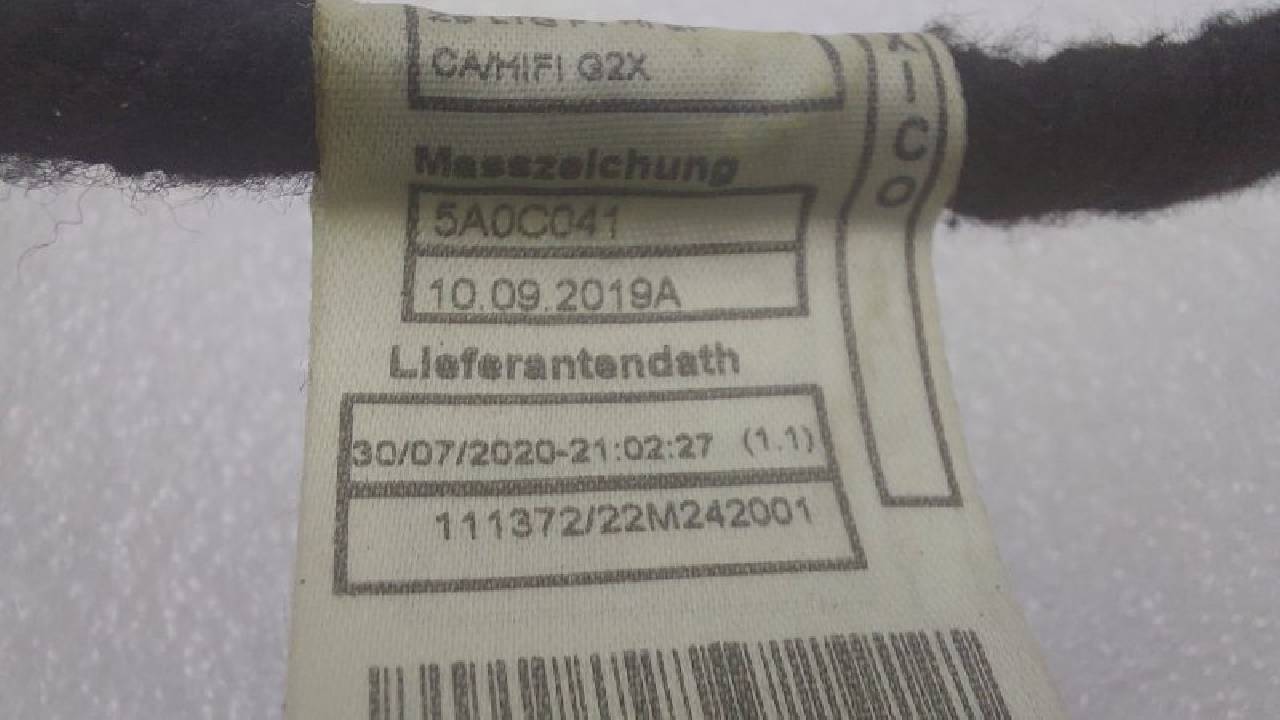 CA/HIFI G2X
Masszeichung
5A0C041
10.09.2019A
Lieferantendath
30/07/2020-21:02:27 (1.1)
111372/22M242001
XICO